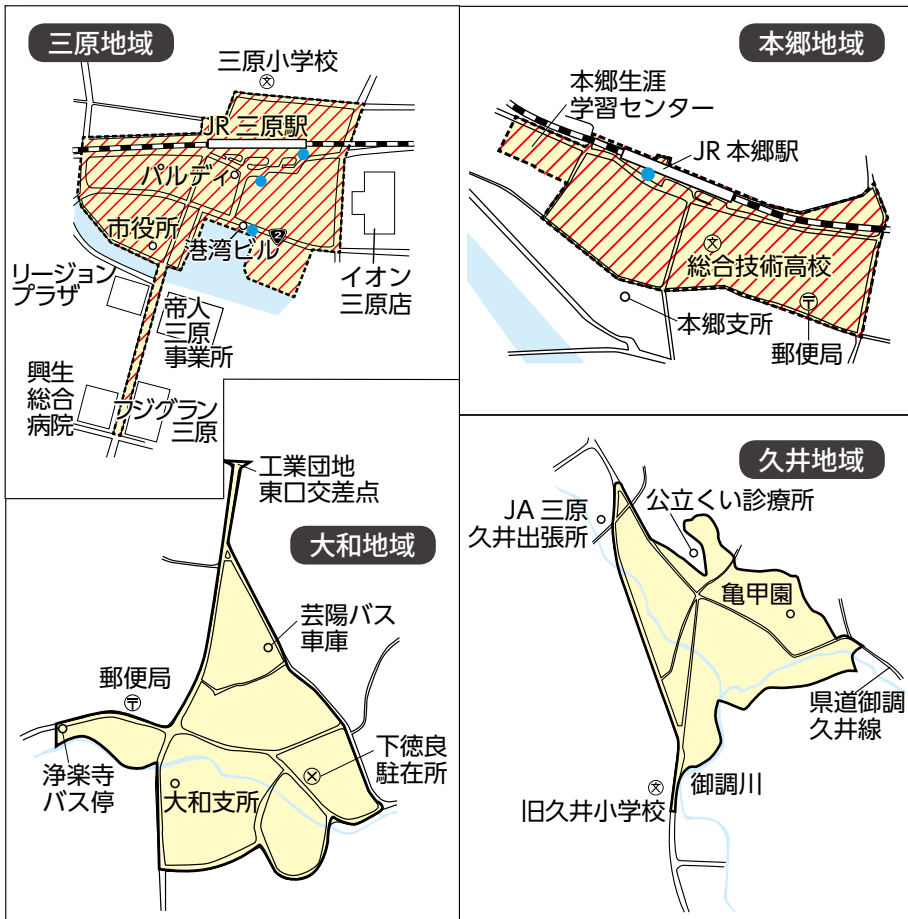 三原地域
三原小学校
JR 三原駅
パルディ
市役所
港湾ビル
2
イオン
三原店
リージョン
プラザ
帝人
三原
事業所
興生
総合
病院
フジグラン
三原
本郷地域
本郷生涯
学習センター
JR 本郷駅
文
総合技術高校
本郷支所
郵便局
工業団地
東口交差点
大和地域
芸陽バス
車庫
郵便局
下徳良
駐在所
浄楽寺
バス停
大和支所
久井地域
JA 三原
久井出張所
公立くい診療所
亀甲園
県道御調
久井線
御調川
文
旧久井小学校
文